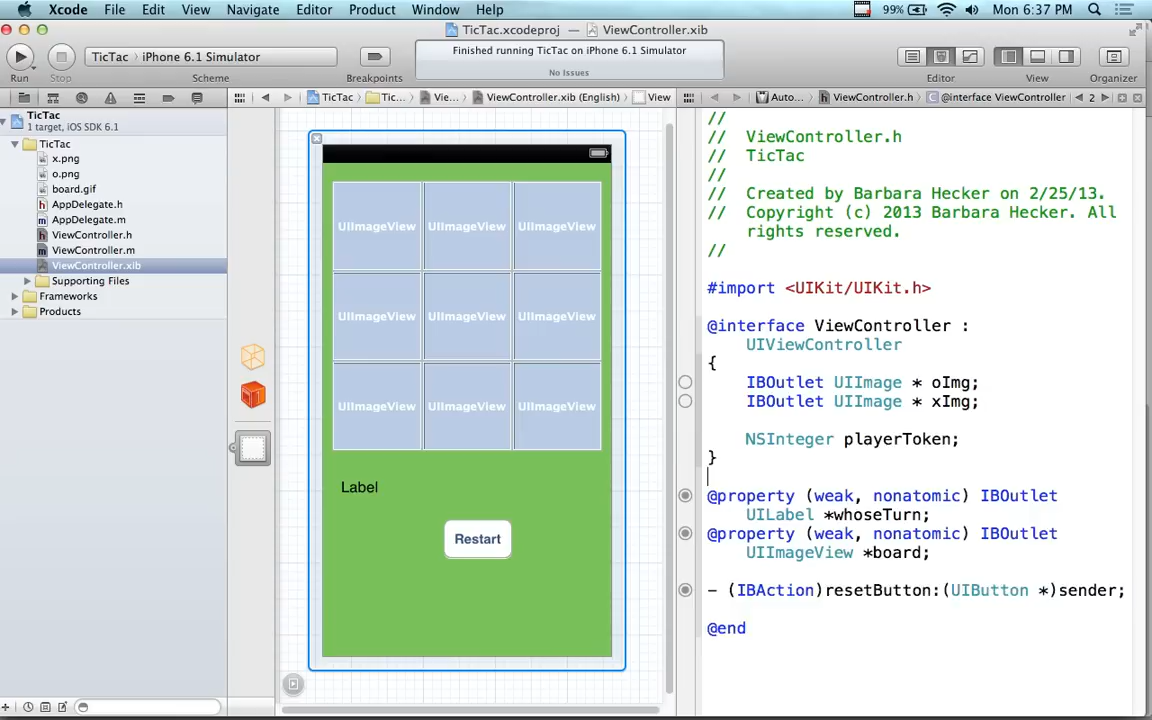 Xcode File Edit View Navigate Editor Product Window Help 99% Mon 6:37 PM
TicTac.xcodeproj — ViewController.xib
TicTac iPhone 6.1 Simulator
Finished running TicTac on iPhone 6.1 Simulator
No Issues
Run Stop Scheme Breakpoints Editor View Organizer
TicTac Tic... Vie... ViewController.xib (English) View Auto... ViewController.h @interface ViewController 2
TicTac
1 target, iOS SDK 6.1
TicTac
x.png
o.png
board.gif
AppDelegate.h
AppDelegate.m
ViewController.h
ViewController.m
ViewController.xib
Supporting Files
Frameworks
Products
UIImageView UIImageView UIImageView
UIImageView UIImageView UIImageView
UIImageView UIImageView UIImageView
Label
Restart
//
// ViewController.h
// TicTac
//
// Created by Barbara Hecker on 2/25/13.
// Copyright (c) 2013 Barbara Hecker. All
rights reserved.
//
#import <UIKit/UIKit.h>
@interface ViewController :
UIViewController
{
IBOutlet UIImage * oImg;
IBOutlet UIImage * xImg;
NSInteger playerToken;
}
@property (weak, nonatomic) IBOutlet
UILabel *whoseTurn;
@property (weak, nonatomic) IBOutlet
UIImageView *board;
- (IBAction)resetButton:(UIButton *)sender;
@end